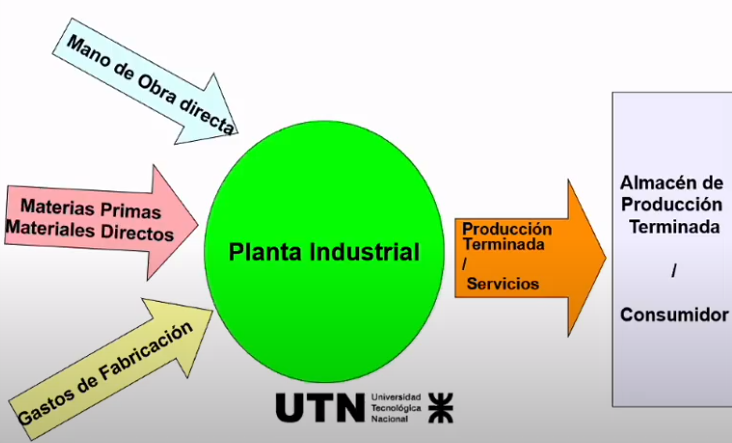 Mano de Obra directa
Materias Primas
Materiales Directos
Gastos de Fabricación
Planta Industrial
Producción
Terminada
/
Servicios
Almacén de
Producción
Terminada
/
Consumidor
UTN
Universidad
Tecnológica
Nacional